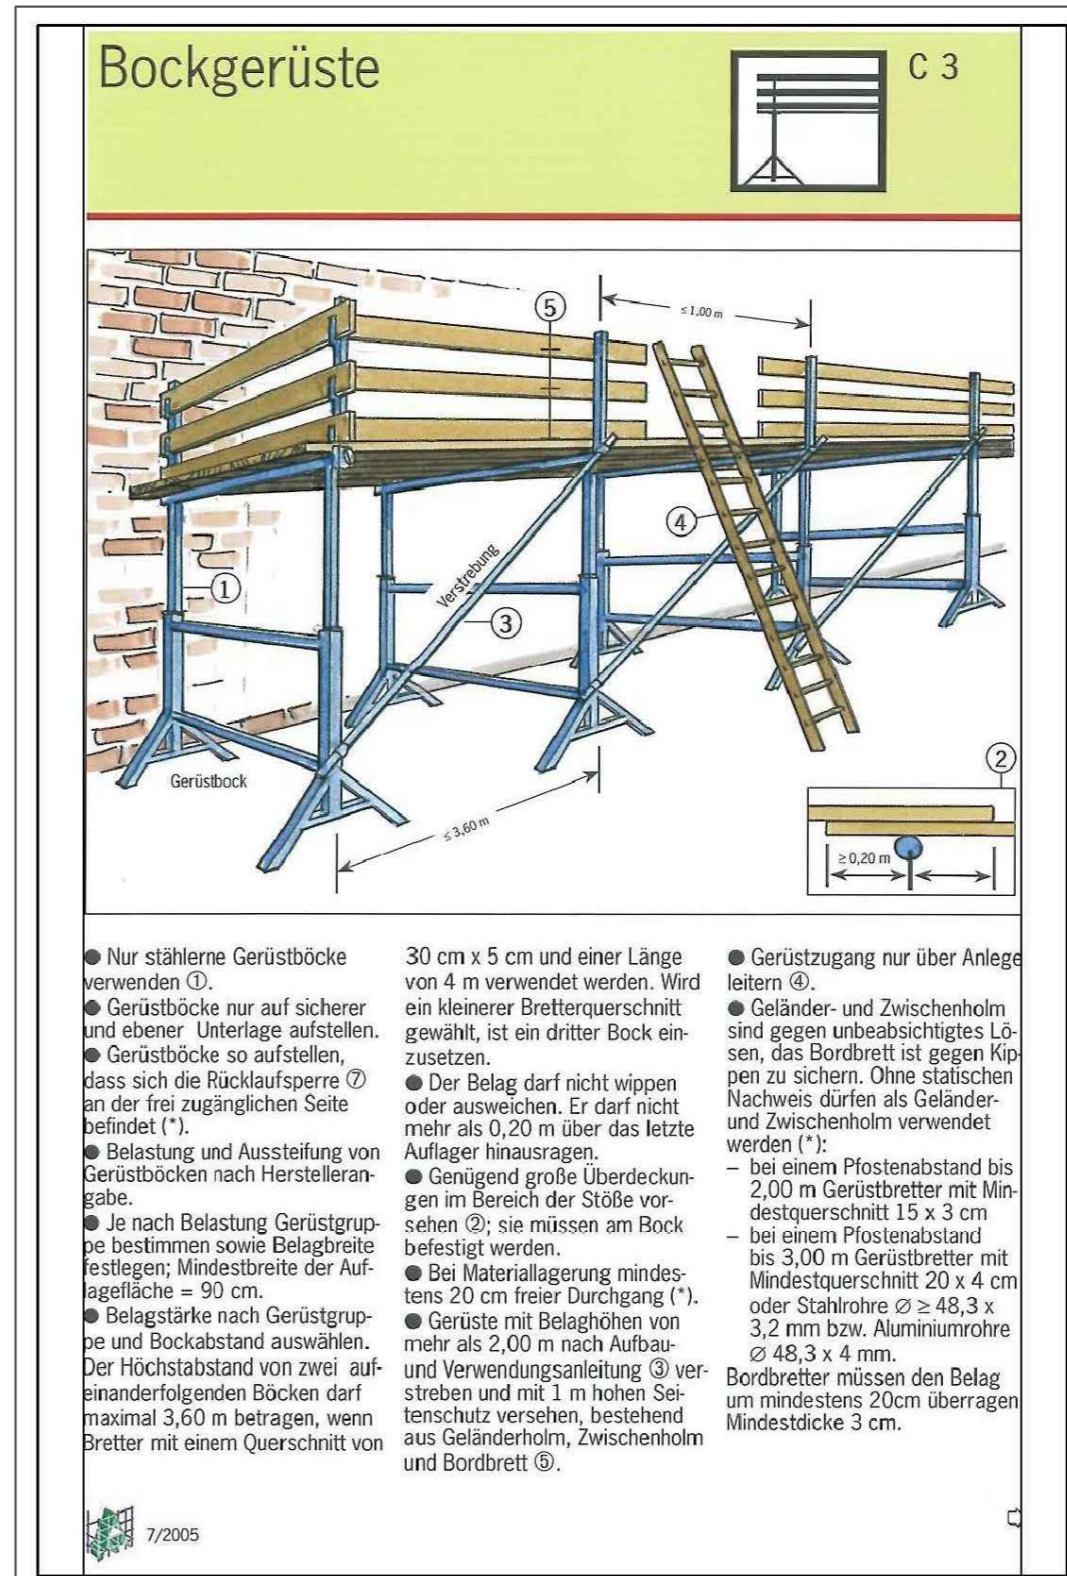 Bockgerüste
C 3
⑤
≤ 1,00 m
④
①
Verstrebung
③
Gerüstbock
≤ 3,60 m
②
≥ 0,20 m
● Nur stählerne Gerüstböcke
verwenden ①.
● Gerüstböcke nur auf sicherer
und ebener Unterlage aufstellen.
● Gerüstböcke so aufstellen,
dass sich die Rücklaufsperre ⑦
an der frei zugänglichen Seite
befindet (*).
● Belastung und Aussteifung von
Gerüstböcken nach Herstelleran-
gabe.
● Je nach Belastung Gerüstgrup-
pe bestimmen sowie Belagbreite
festlegen; Mindestbreite der Auf-
lagefläche = 90 cm.
● Belagstärke nach Gerüstgrup-
pe und Bockabstand auswählen.
Der Höchstabstand von zwei auf-
einanderfolgenden Böcken darf
maximal 3,60 m betragen, wenn
Bretter mit einem Querschnitt von
30 cm x 5 cm und einer Länge
von 4 m verwendet werden. Wird
ein kleinerer Bretterquerschnitt
gewählt, ist ein dritter Bock ein-
zusetzen.
● Der Belag darf nicht wippen
oder ausweichen. Er darf nicht
mehr als 0,20 m über das letzte
Auflager hinausragen.
● Genügend große Überdeckun-
gen im Bereich der Stöße vor-
sehen ②; sie müssen am Bock
befestigt werden.
● Bei Materiallagerung mindes-
tens 20 cm freier Durchgang (*).
● Gerüste mit Belaghöhen von
mehr als 2,00 m nach Aufbau-
und Verwendungsanleitung ③ ver-
streben und mit 1 m hohen Sei-
tenschutz versehen, bestehend
aus Geländerholm, Zwischenholm
und Bordbrett ⑤.
● Gerüstzugang nur über Anlege
leitern ④.
● Geländer- und Zwischenholm
sind gegen unbeabsichtigtes Lö-
sen, das Bordbrett ist gegen Kip-
pen zu sichern. Ohne statischen
Nachweis dürfen als Geländer-
und Zwischenholm verwendet
werden (*):
– bei einem Pfostenabstand bis
2,00 m Gerüstbretter mit Min-
destquerschnitt 15 x 3 cm
– bei einem Pfostenabstand
bis 3,00 m Gerüstbretter mit
Mindestquerschnitt 20 x 4 cm
oder Stahlrohre ∅ ≥ 48,3 x
3,2 mm bzw. Aluminiumrohre
∅ 48,3 x 4 mm.
Bordbretter müssen den Belag
um mindestens 20cm überragen
Mindestdicke 3 cm.
7/2005